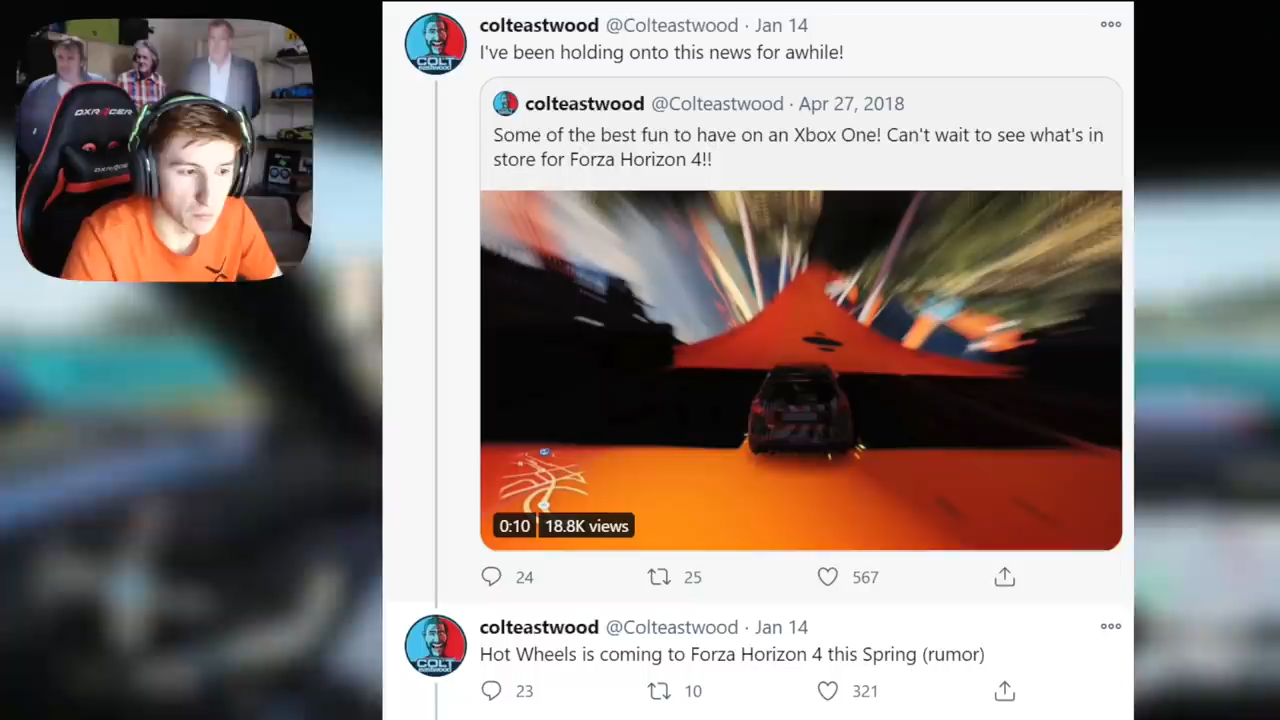 colteastwood @Colteastwood · Jan 14
I've been holding onto this news for awhile!
colteastwood @Colteastwood · Apr 27, 2018
Some of the best fun to have on an Xbox One! Can't wait to see what's in
store for Forza Horizon 4!!
0:10 18.8K views
24 25 567
colteastwood @Colteastwood · Jan 14
Hot Wheels is coming to Forza Horizon 4 this Spring (rumor)
23 10 321
DXRACER
COLT
COLT